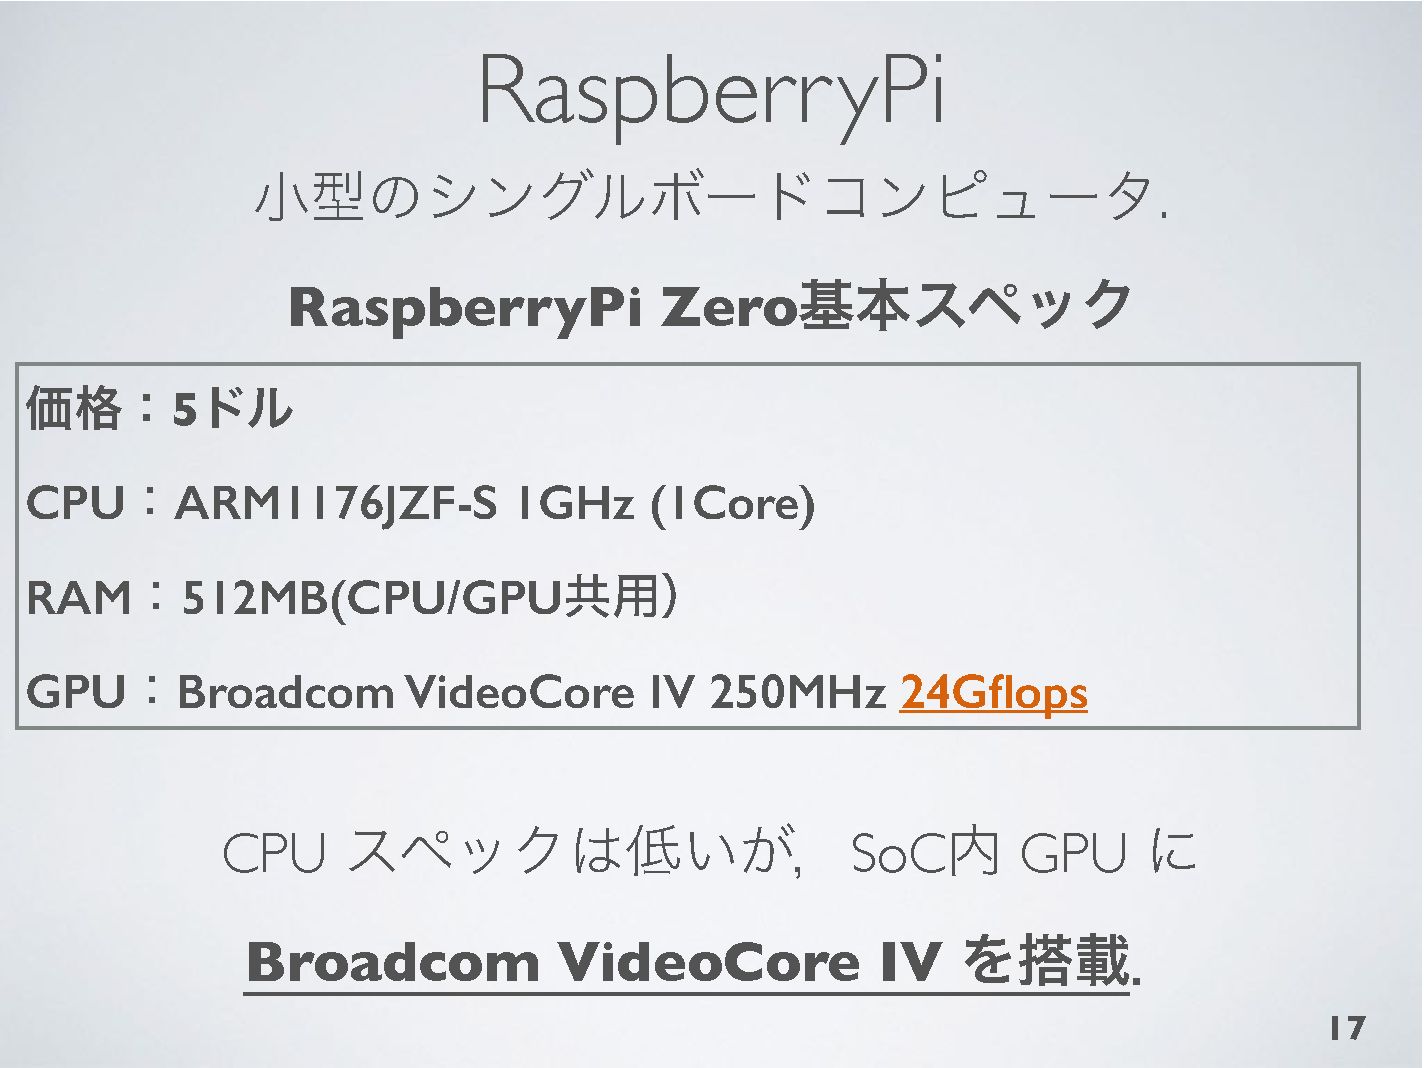 RaspberryPi
小型のシングルボードコンピュータ.
RaspberryPi Zero基本スペック
価格：5ドル
CPU：ARM1176JZF-S 1GHz (1Core)
RAM：512MB(CPU/GPU共用）
GPU：Broadcom VideoCore IV 250MHz 24Gflops
CPU スペックは低いが，SoC内 GPU に
Broadcom VideoCore IV を搭載.
17